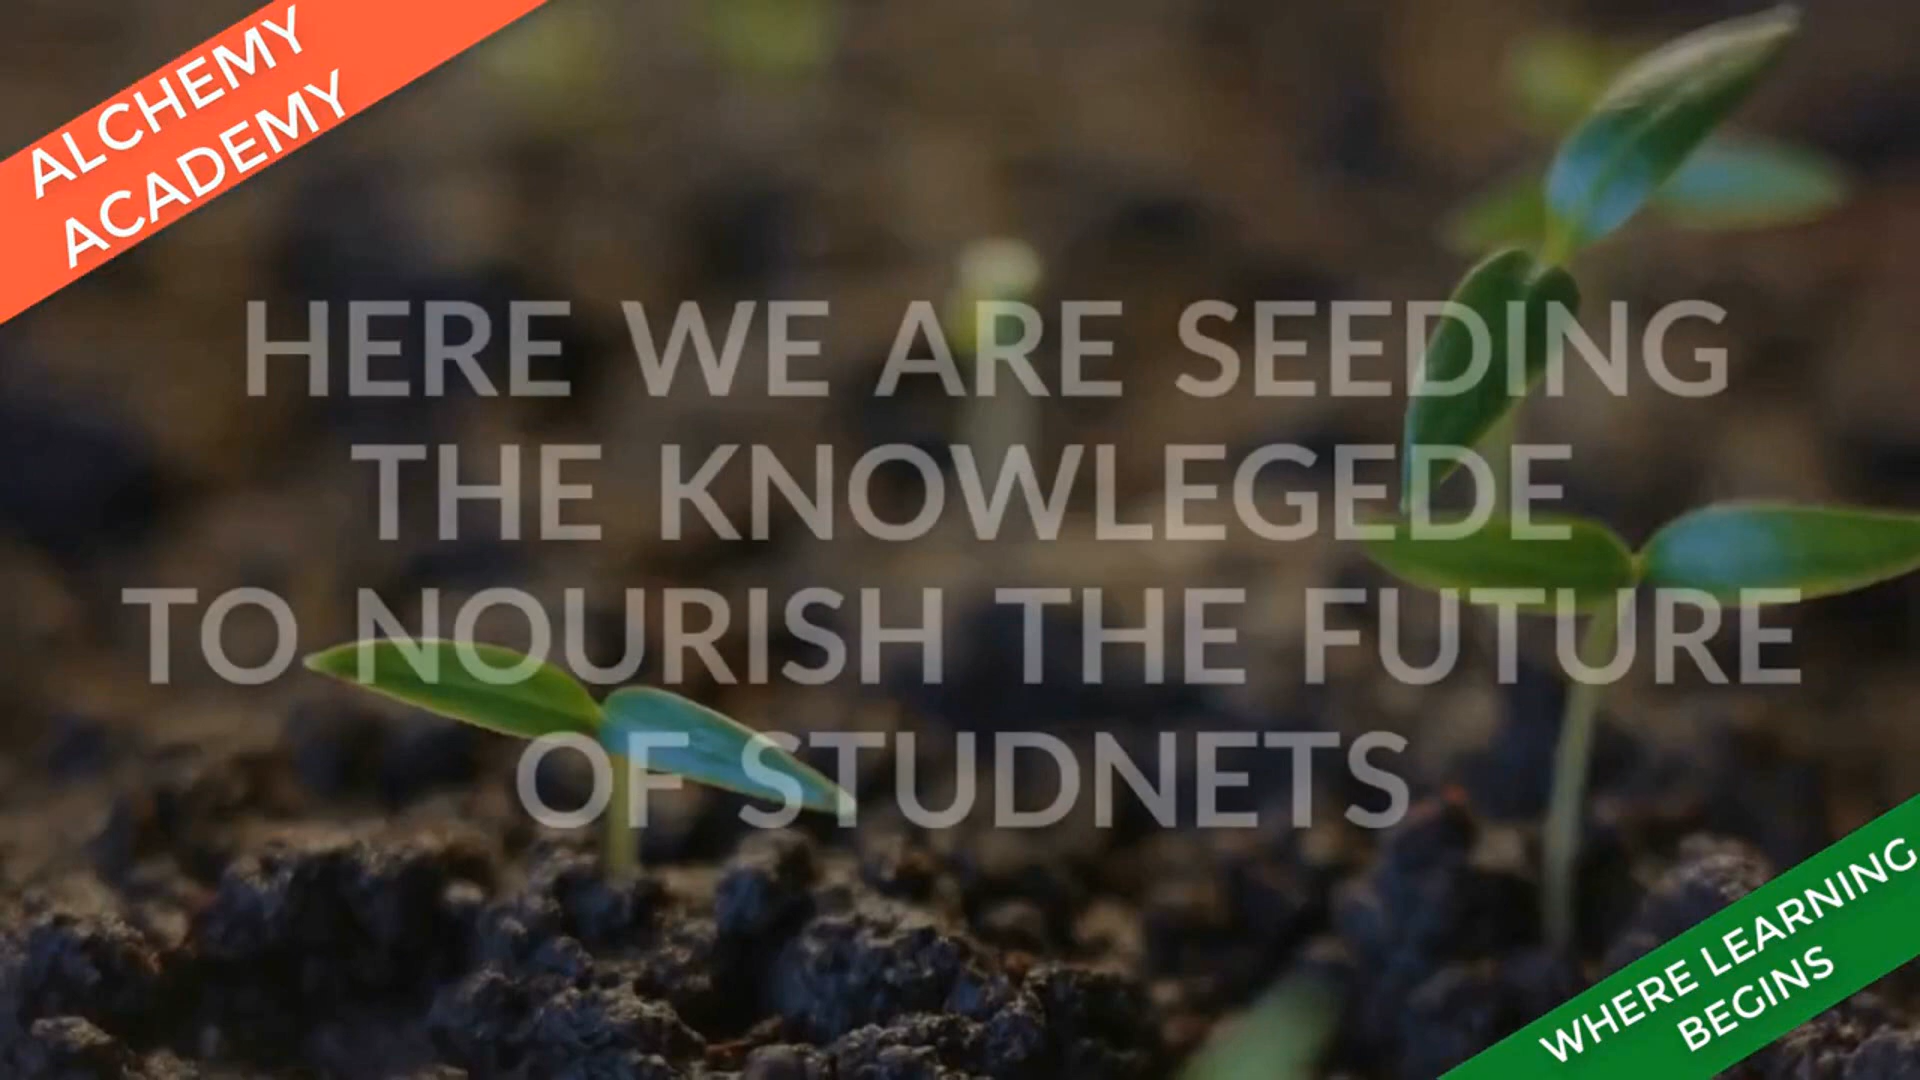 ALCHEMY
ACADEMY
HERE WE ARE SEEDING
THE KNOWLEGEDE
TO NOURISH THE FUTURE
OF STUDNETS
WHERE LEARNING
BEGINS